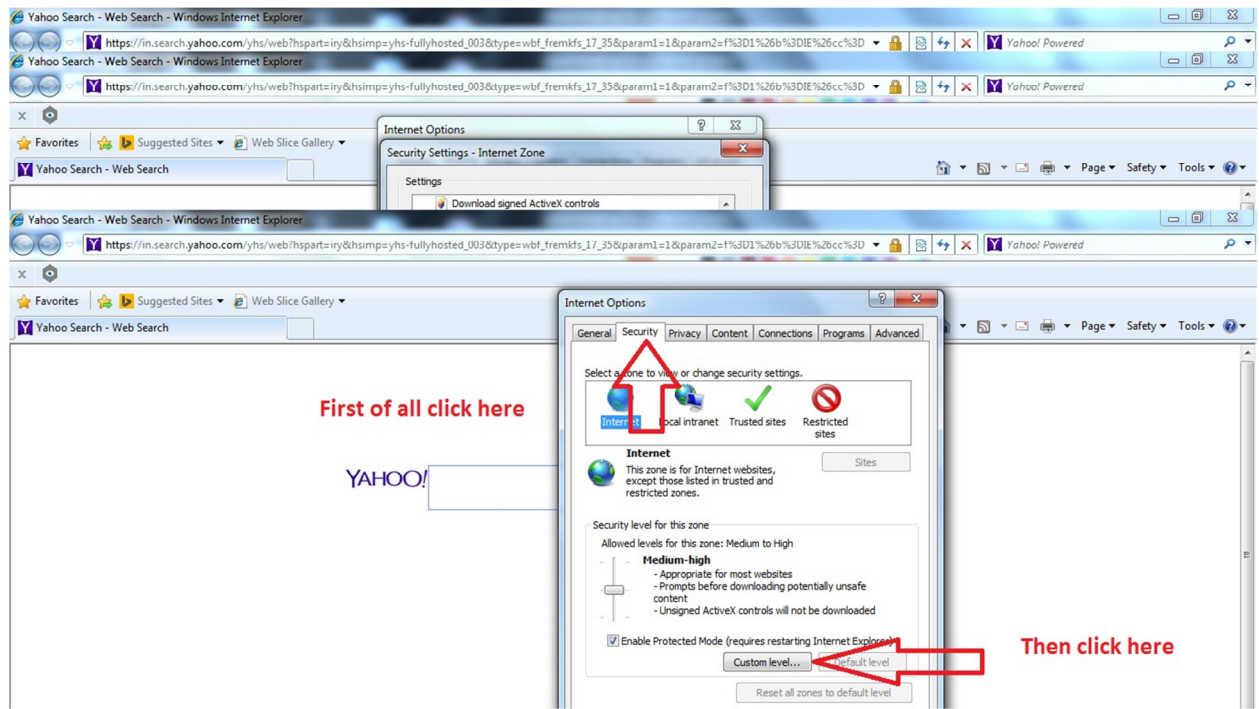 Yahoo Search - Web Search - Windows Internet Explorer
https://in.search.yahoo.com/yhs/web?hspart=iry&hsimp=yhs-fullyhosted_003&type=wbf_fremkfs_17_35&param1=1&param2=f%3D1%26b%3DIE%26cc%3D
Yahoo! Powered
Yahoo Search - Web Search - Windows Internet Explorer
https://in.search.yahoo.com/yhs/web?hspart=iry&hsimp=yhs-fullyhosted_003&type=wbf_fremkfs_17_35&param1=1&param2=f%3D1%26b%3DIE%26cc%3D
Yahoo! Powered
x
Internet Options
Favorites Suggested Sites Web Slice Gallery
Security Settings - Internet Zone
Yahoo Search - Web Search
Page Safety Tools
Settings
Download signed ActiveX controls
Yahoo Search - Web Search - Windows Internet Explorer
https://in.search.yahoo.com/yhs/web?hspart=iry&hsimp=yhs-fullyhosted_003&type=wbf_fremkfs_17_35&param1=1&param2=f%3D1%26b%3DIE%26cc%3D
Yahoo! Powered
x
Favorites Suggested Sites Web Slice Gallery
Internet Options
Yahoo Search - Web Search
Page Safety Tools
General Security Privacy Content Connections Programs Advanced
Select a zone to view or change security settings.
First of all click here
Internet Local intranet Trusted sites Restricted
sites
Internet
Sites
This zone is for Internet websites,
except those listed in trusted and
restricted zones.
YAHOO!
Security level for this zone
Allowed levels for this zone: Medium to High
Medium-high
- Appropriate for most websites
- Prompts before downloading potentially unsafe
content
- Unsigned ActiveX controls will not be downloaded
Enable Protected Mode (requires restarting Internet Explorer)
Then click here
Custom level... Default level
Reset all zones to default level